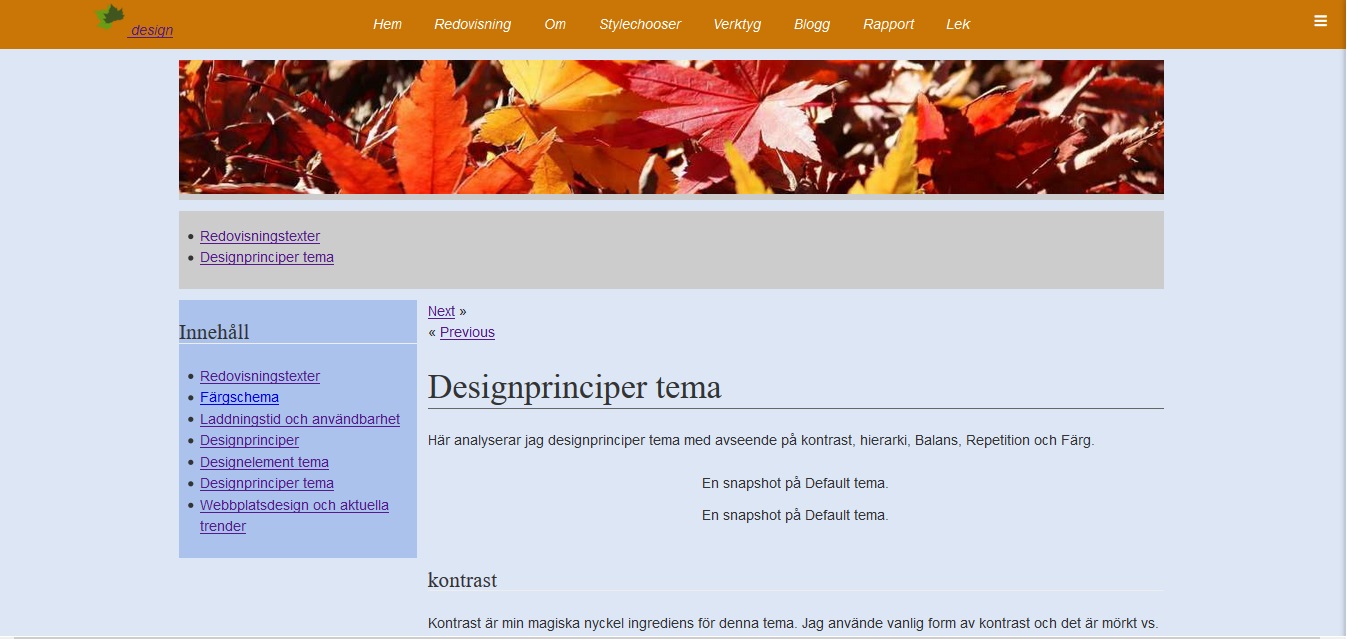 design
Hem Redovisning Om Stylechooser Verktyg Blogg Rapport Lek
Redovisningstexter
Designprinciper tema
Innehåll
Redovisningstexter
Färgschema
Laddningstid och användbarhet
Designprinciper
Designelement tema
Designprinciper tema
Webbplatsdesign och aktuella
trender
Next »
« Previous
Designprinciper tema
Här analyserar jag designprinciper tema med avseende på kontrast, hierarki, Balans, Repetition och Färg.
En snapshot på Default tema.
En snapshot på Default tema.
kontrast
Kontrast är min magiska nyckel ingrediens för denna tema. Jag använde vanlig form av kontrast och det är mörkt vs.